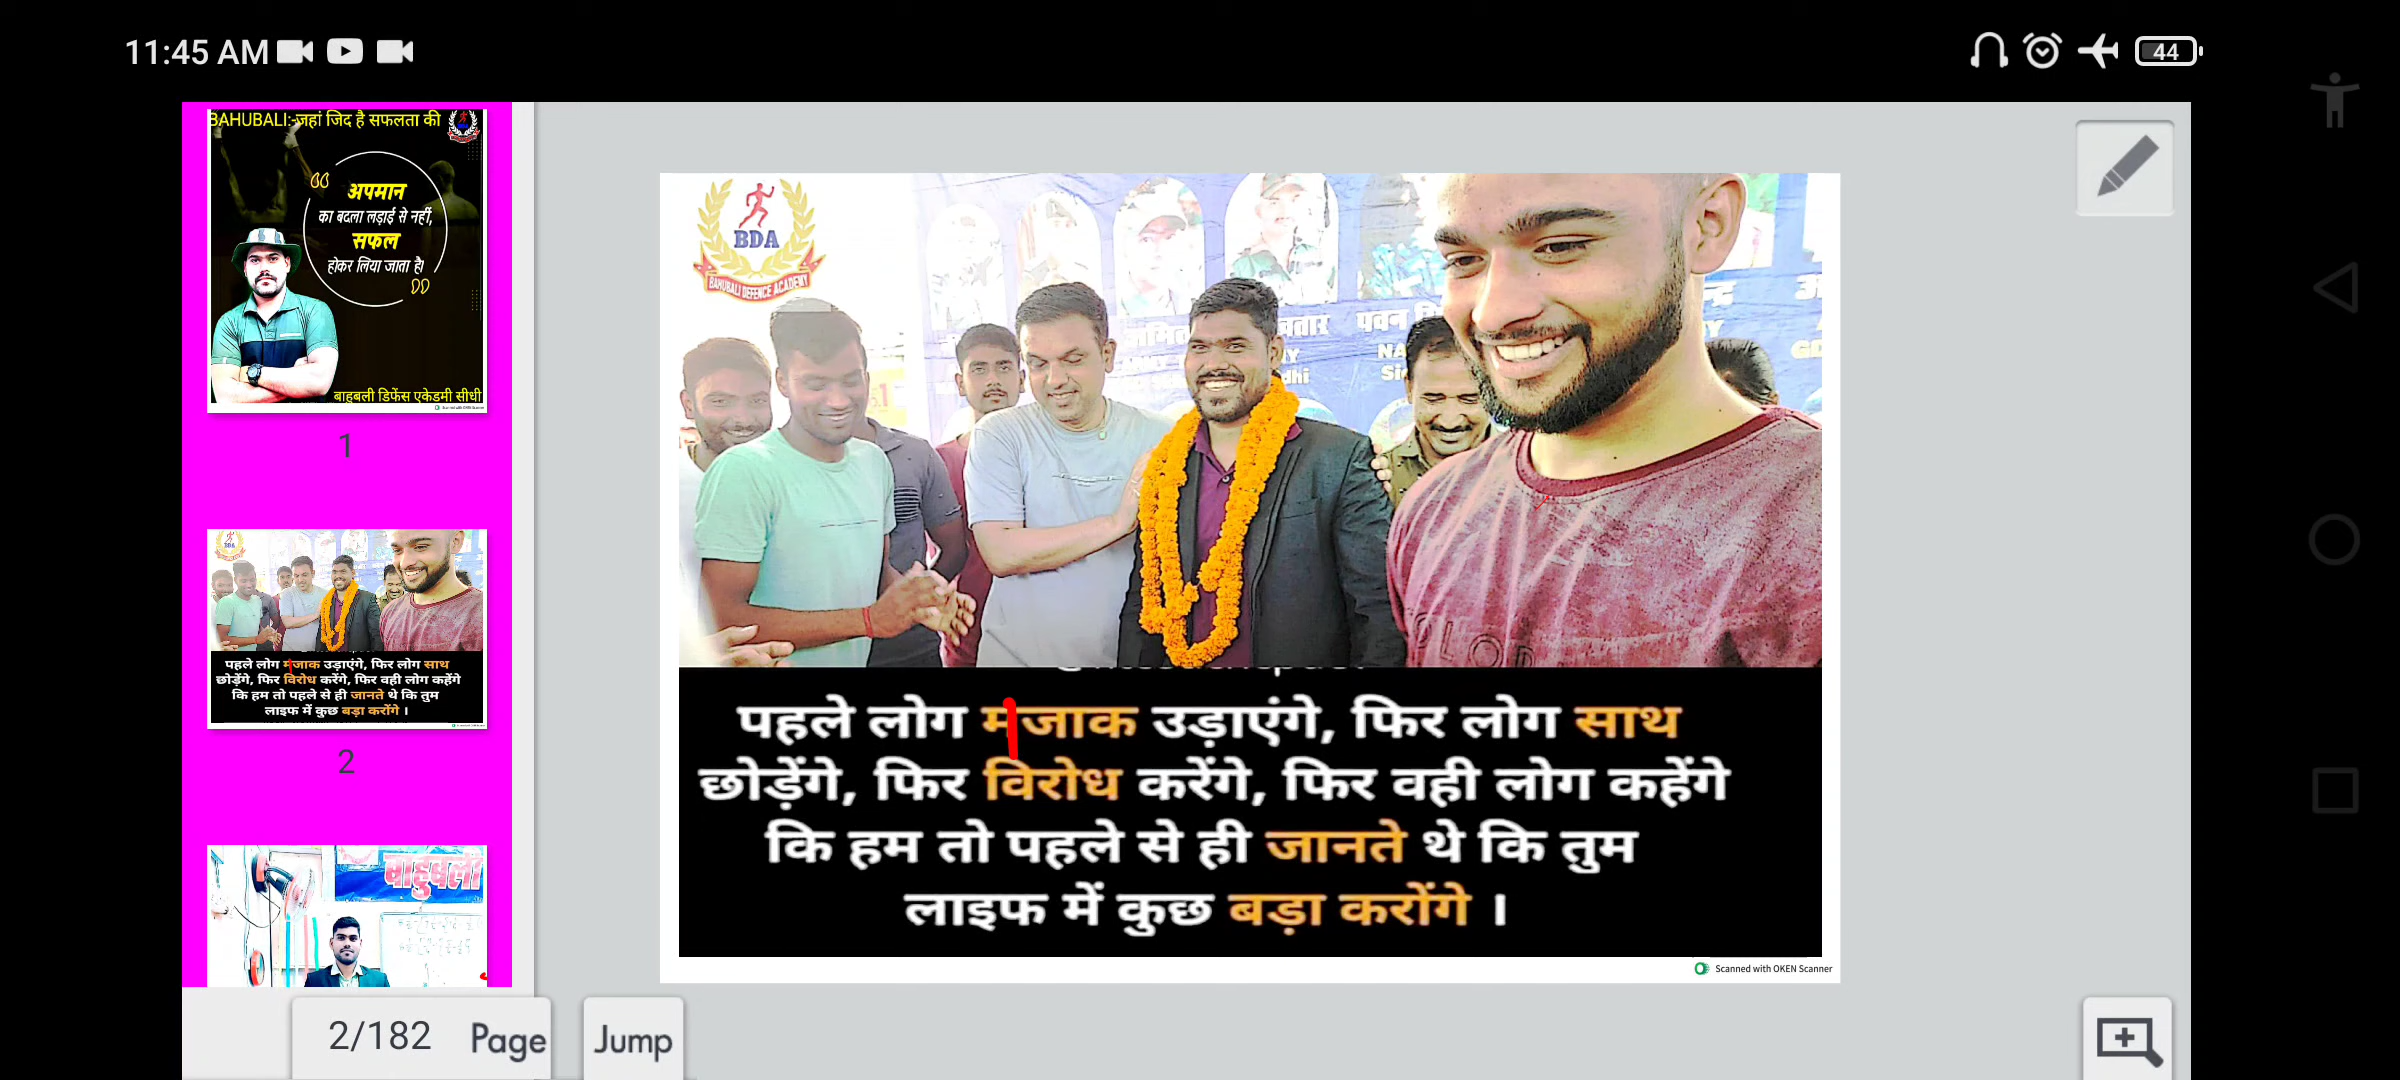 11:45 AM
44
BAHUBALI:-जहां जिद है सफलता की
अपमान
का बदला लड़ाई से नहीं,
सफल
होकर लिया जाता है।
बाहुबली डिफेंस एकेडमी सीधी
1
BDA
पहले लोग मजाक उड़ाएंगे, फिर लोग साथ
छोड़ेंगे, फिर विरोध करेंगे, फिर वही लोग कहेंगे
कि हम तो पहले से ही जानते थे कि तुम
लाइफ में कुछ बड़ा करोंगे ।
2
बाहुबली
BDA
BAHUBALI DEFENCE ACADEMY
पवन
पहले लोग मजाक उड़ाएंगे, फिर लोग साथ
छोड़ेंगे, फिर विरोध करेंगे, फिर वही लोग कहेंगे
कि हम तो पहले से ही जानते थे कि तुम
लाइफ में कुछ बड़ा करोंगे ।
Scanned with OKEN Scanner
2/182 Page Jump